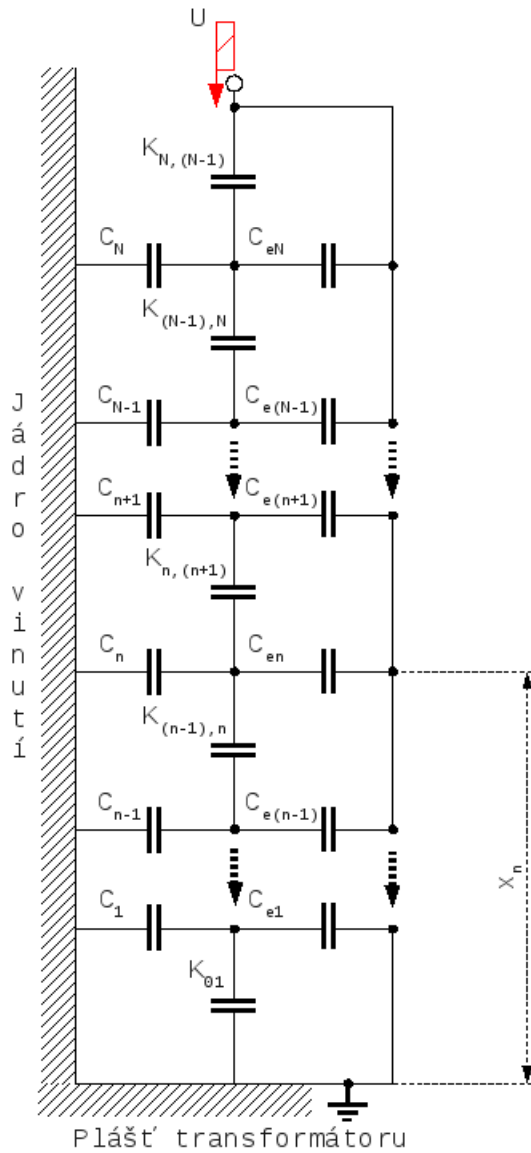 U
K_N,(N-1)
C_N C_eN
K_(N-1),N
C_N-1 C_e(N-1)
C_n+1 C_e(n+1)
K_n,(n+1)
C_n C_en
K_(n-1),n
C_n-1 C_e(n-1)
C_1 C_e1
K_01
Jádro vinutí
x_n
Plášť transformátoru